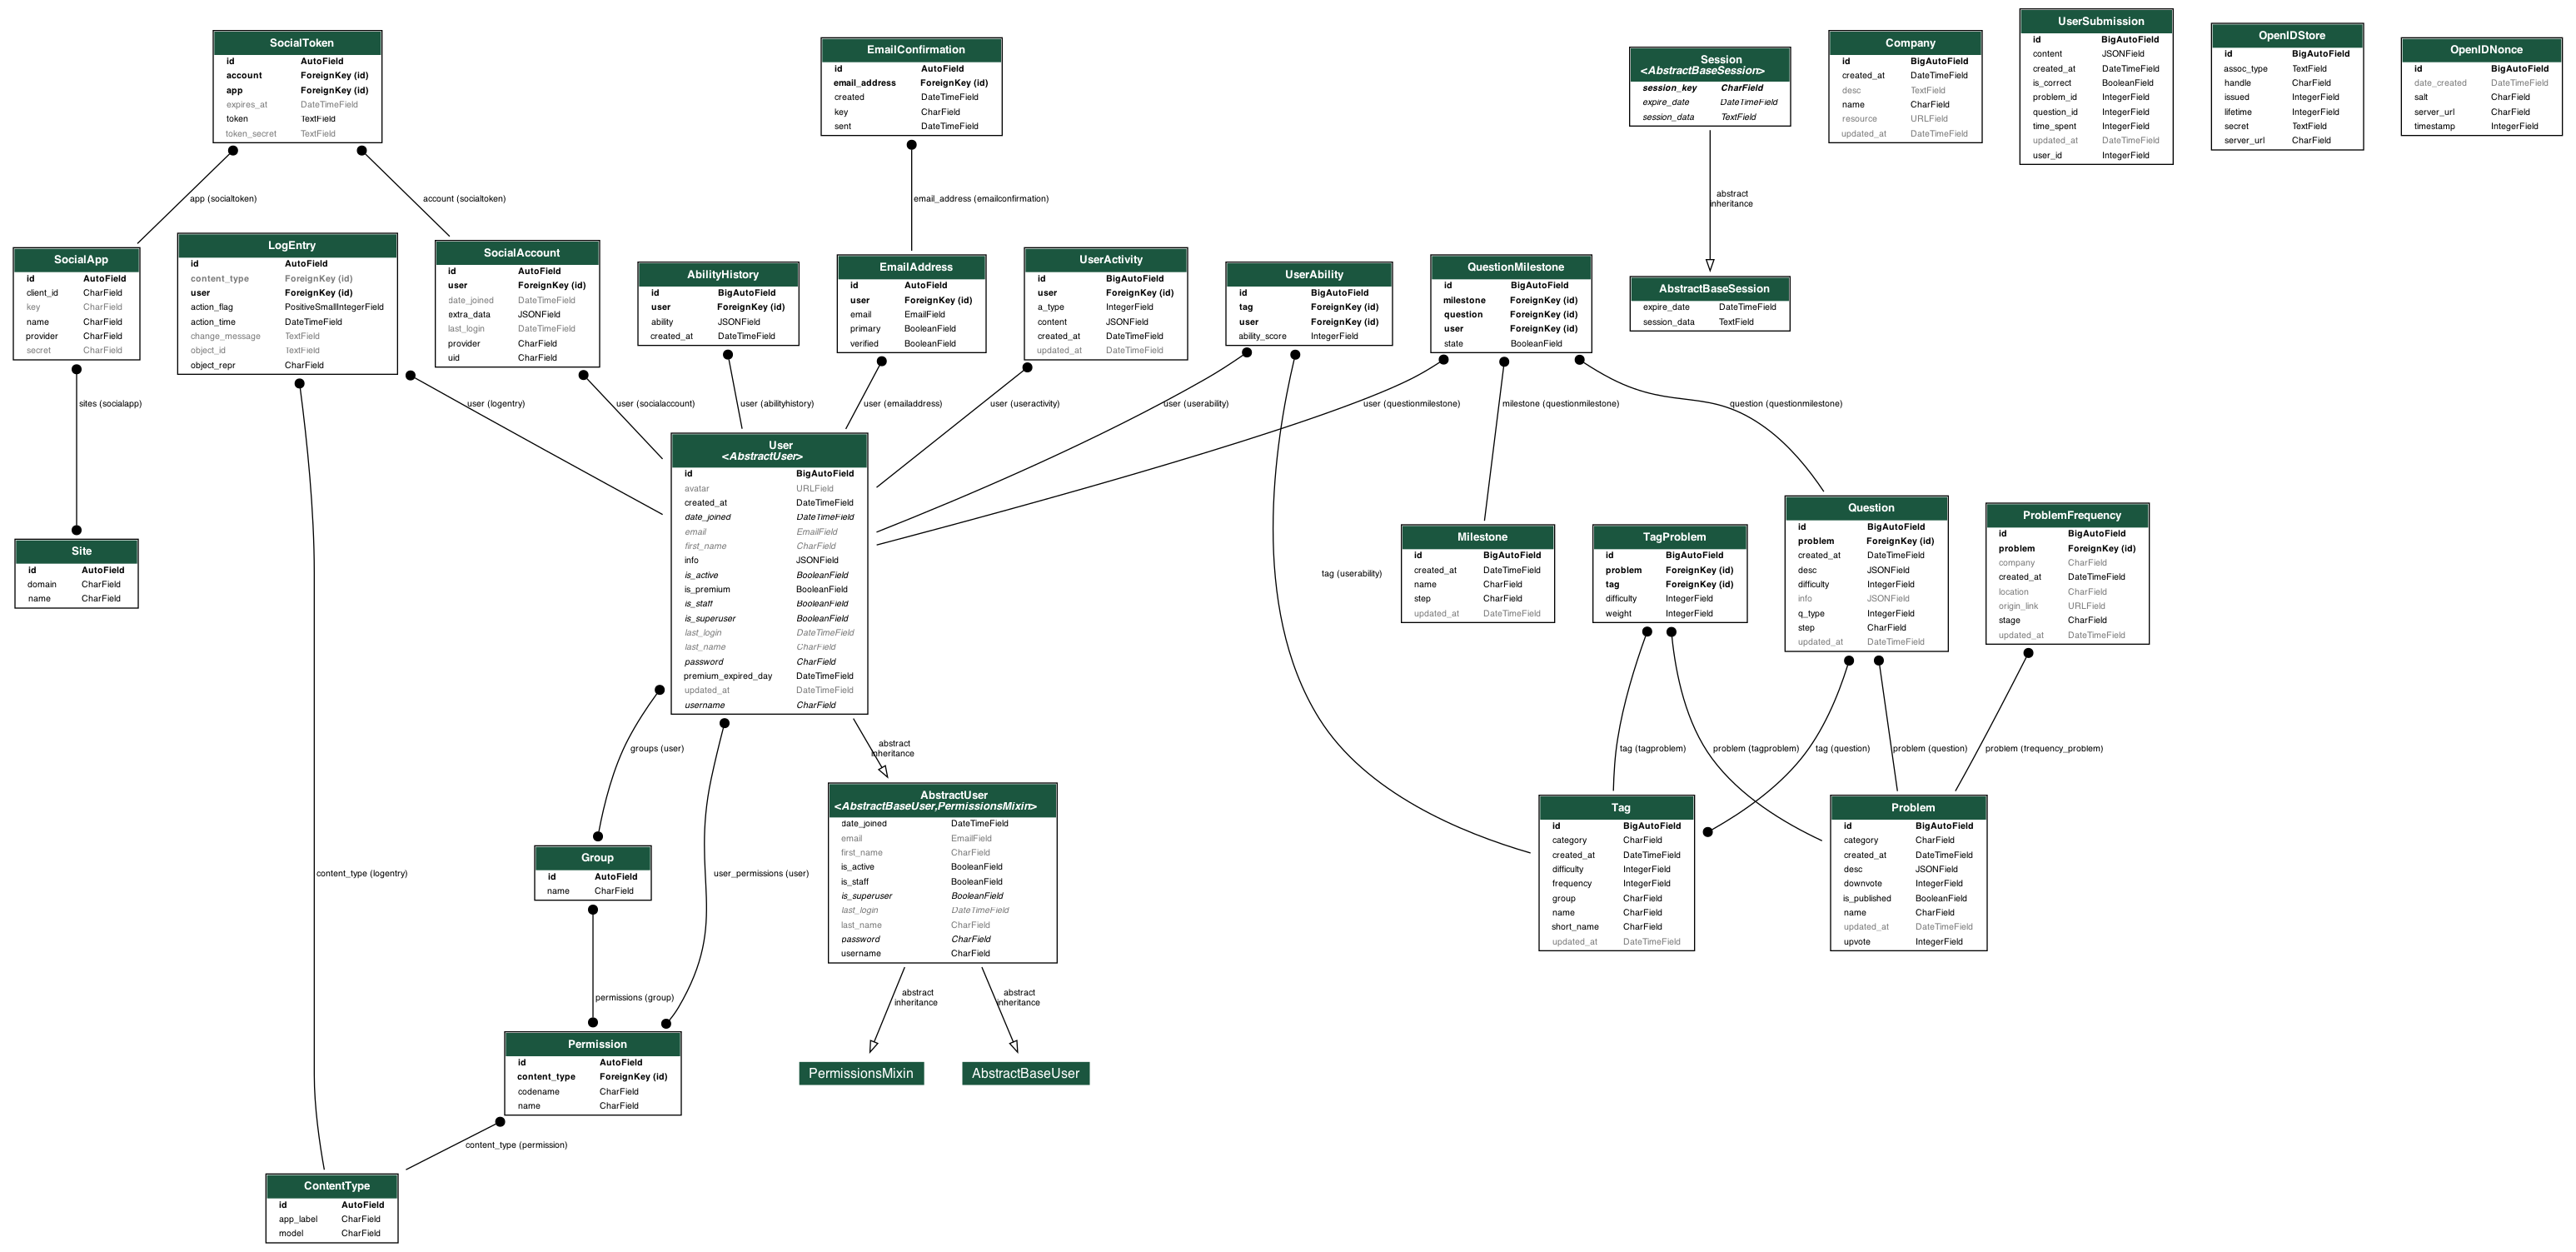 SocialToken
id AutoField
account ForeignKey (id)
app ForeignKey (id)
expires_at DateTimeField
token TextField
token_secret TextField
EmailConfirmation
id AutoField
email_address ForeignKey (id)
created DateTimeField
key CharField
sent DateTimeField
Session
<AbstractBaseSession>
session_key CharField
expire_date DateTimeField
session_data TextField
Company
id BigAutoField
created_at DateTimeField
desc TextField
name CharField
resource URLField
updated_at DateTimeField
UserSubmission
id BigAutoField
content JSONField
created_at DateTimeField
is_correct BooleanField
problem_id IntegerField
question_id IntegerField
time_spent IntegerField
updated_at DateTimeField
user_id IntegerField
OpenIDStore
id BigAutoField
assoc_type TextField
handle CharField
issued IntegerField
lifetime IntegerField
secret TextField
server_url CharField
OpenIDNonce
id BigAutoField
date_created DateTimeField
salt CharField
server_url CharField
timestamp IntegerField
app (socialtoken)
account (socialtoken)
email_address (emailconfirmation)
abstract
inheritance
SocialApp
id AutoField
client_id CharField
key CharField
name CharField
provider CharField
secret CharField
LogEntry
id AutoField
content_type ForeignKey (id)
user ForeignKey (id)
action_flag PositiveSmallIntegerField
action_time DateTimeField
change_message TextField
object_id TextField
object_repr CharField
SocialAccount
id AutoField
user ForeignKey (id)
date_joined DateTimeField
extra_data JSONField
last_login DateTimeField
provider CharField
uid CharField
AbilityHistory
id BigAutoField
user ForeignKey (id)
ability JSONField
created_at DateTimeField
EmailAddress
id AutoField
user ForeignKey (id)
email EmailField
primary BooleanField
verified BooleanField
UserActivity
id BigAutoField
user ForeignKey (id)
a_type IntegerField
content JSONField
created_at DateTimeField
updated_at DateTimeField
UserAbility
id BigAutoField
tag ForeignKey (id)
user ForeignKey (id)
ability_score IntegerField
QuestionMilestone
id BigAutoField
milestone ForeignKey (id)
question ForeignKey (id)
user ForeignKey (id)
state BooleanField
AbstractBaseSession
expire_date DateTimeField
session_data TextField
sites (socialapp)
user (logentry)
user (socialaccount)
user (abilityhistory)
user (emailaddress)
user (useractivity)
user (userability)
user (questionmilestone)
milestone (questionmilestone)
question (questionmilestone)
User
<AbstractUser>
id BigAutoField
avatar URLField
created_at DateTimeField
date_joined DateTimeField
email EmailField
first_name CharField
info JSONField
is_active BooleanField
is_premium BooleanField
is_staff BooleanField
is_superuser BooleanField
last_login DateTimeField
last_name CharField
password CharField
premium_expired_day DateTimeField
updated_at DateTimeField
username CharField
Site
id AutoField
domain CharField
name CharField
tag (userability)
Milestone
id BigAutoField
created_at DateTimeField
name CharField
step CharField
updated_at DateTimeField
TagProblem
id BigAutoField
problem ForeignKey (id)
tag ForeignKey (id)
difficulty IntegerField
weight IntegerField
Question
id BigAutoField
problem ForeignKey (id)
created_at DateTimeField
desc JSONField
difficulty IntegerField
info JSONField
q_type IntegerField
step CharField
updated_at DateTimeField
ProblemFrequency
id BigAutoField
problem ForeignKey (id)
company CharField
created_at DateTimeField
location CharField
origin_link URLField
stage CharField
updated_at DateTimeField
groups (user)
abstract
inheritance
tag (tagproblem)
problem (tagproblem)
tag (question)
problem (question)
problem (frequency_problem)
AbstractUser
<AbstractBaseUser,PermissionsMixin>
date_joined DateTimeField
email EmailField
first_name CharField
is_active BooleanField
is_staff BooleanField
is_superuser BooleanField
last_login DateTimeField
last_name CharField
password CharField
username CharField
Tag
id BigAutoField
category CharField
created_at DateTimeField
difficulty IntegerField
frequency IntegerField
group CharField
name CharField
short_name CharField
updated_at DateTimeField
Problem
id BigAutoField
category CharField
created_at DateTimeField
desc JSONField
downvote IntegerField
is_published BooleanField
name CharField
updated_at DateTimeField
upvote IntegerField
Group
id AutoField
name CharField
content_type (logentry)
user_permissions (user)
permissions (group)
abstract
inheritance
abstract
inheritance
Permission
id AutoField
content_type ForeignKey (id)
codename CharField
name CharField
PermissionsMixin
AbstractBaseUser
content_type (permission)
ContentType
id AutoField
app_label CharField
model CharField